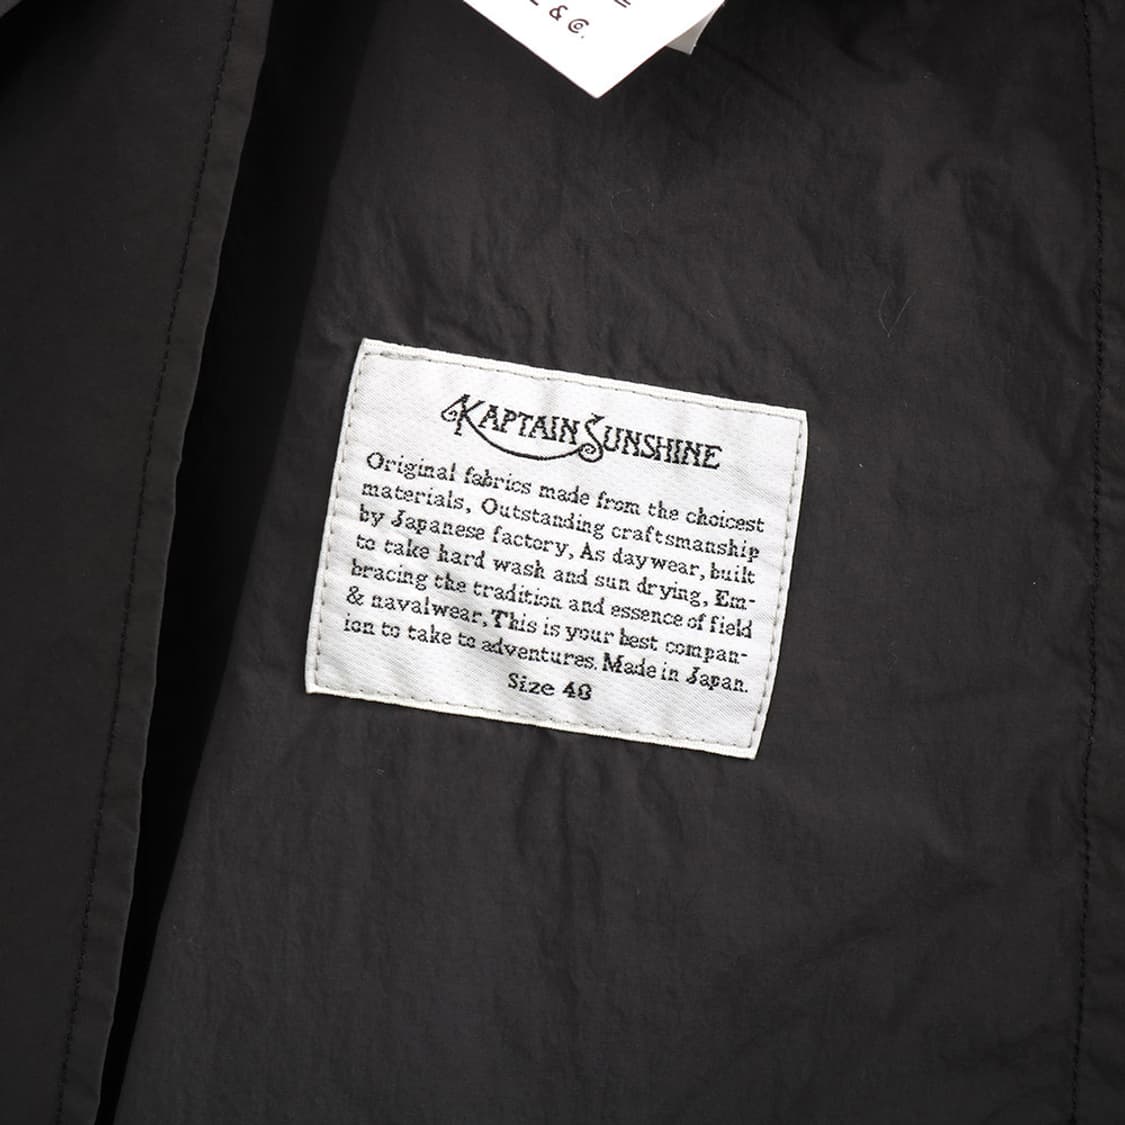 & Co.
KAPTAIN SUNSHINE
Original fabrics made from the choicest
materials, Outstanding craftsmanship
by Japanese factory, As daywear, built
to take hard wash and sun drying, Em-
bracing the tradition and essence of field
& navalwear, This is your best compan-
ion to take to adventures. Made in Japan.
Size 40